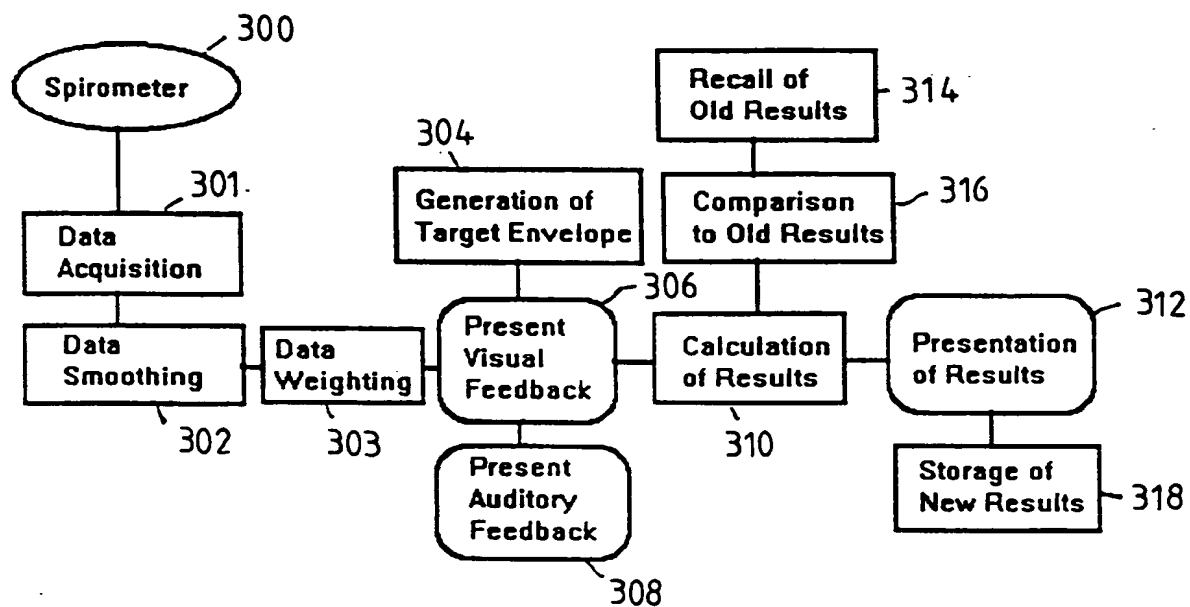 300
Spirometer
301
Data
Acquisition
Data
Smoothing
302
Data
Weighting
303
304
Generation of
Target Envelope
306
Present
Visual
Feedback
Present
Auditory
Feedback
308
Recall of
Old Results
314
Comparison
to Old Results
316
Calculation
of Results
310
312
Presentation
of Results
Storage of
New Results
318